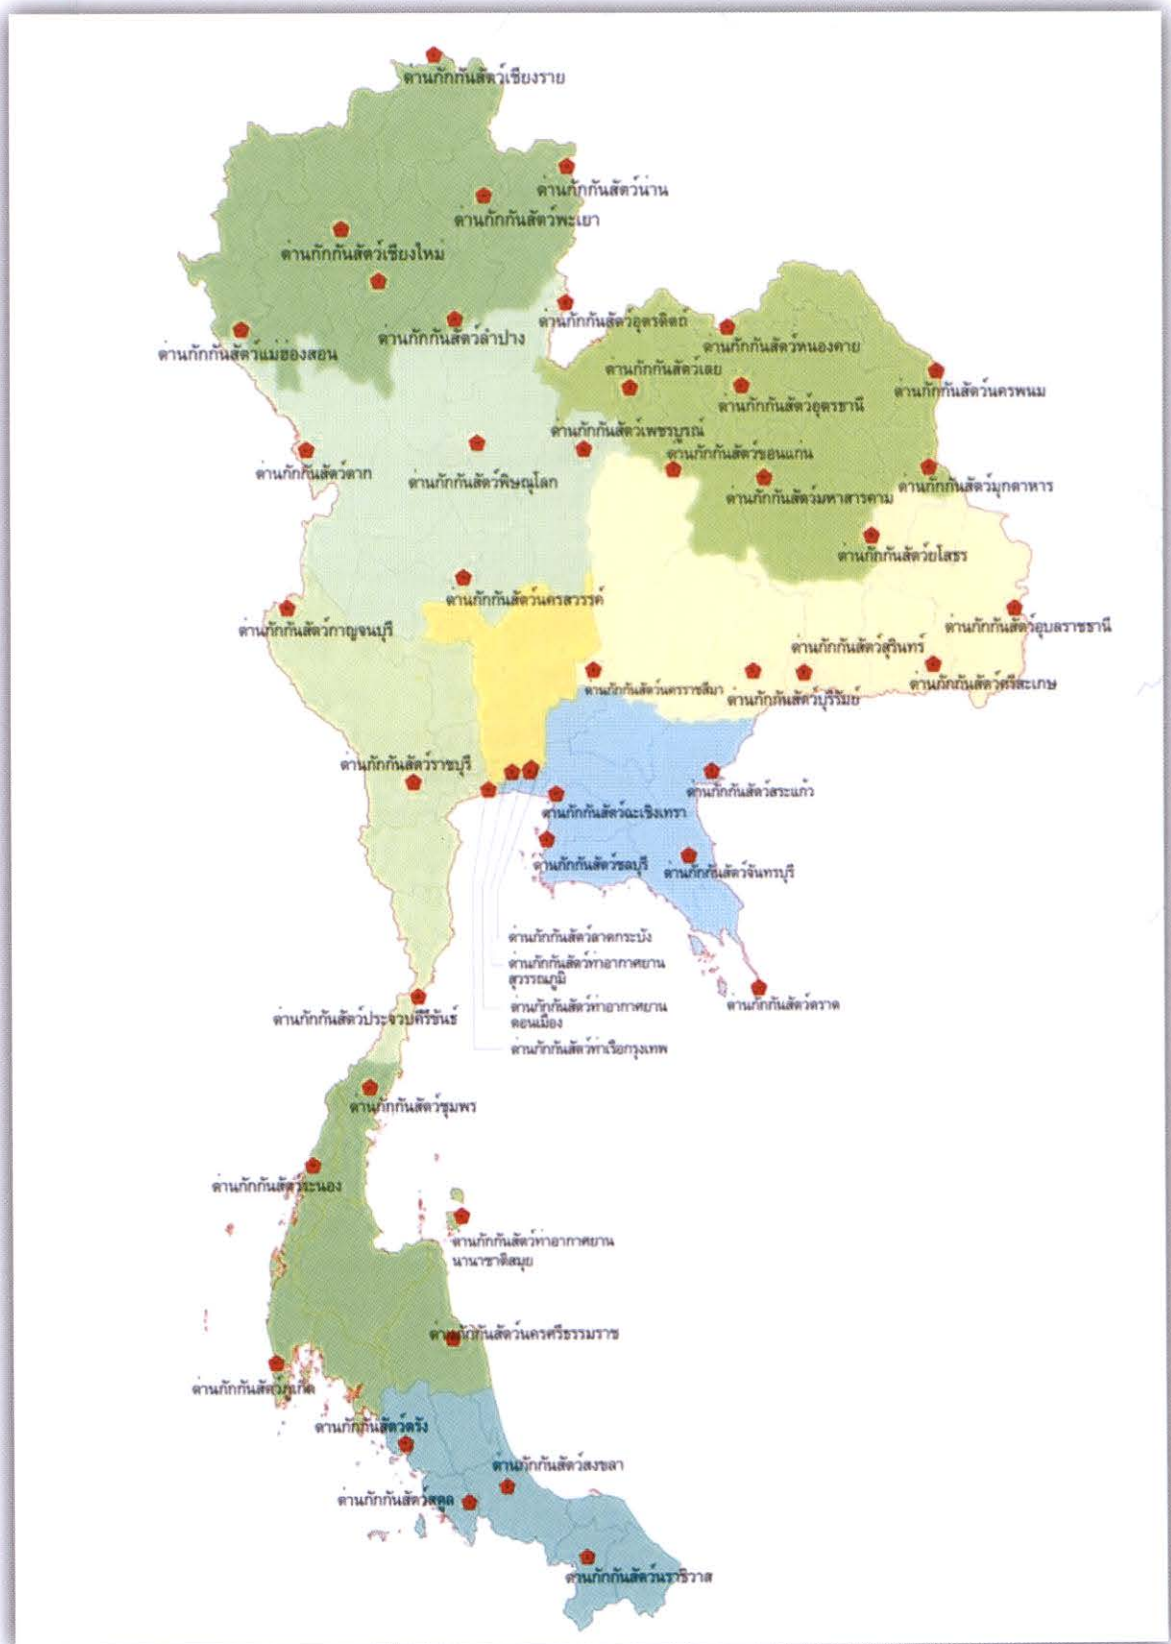 ด่านกักกันสัตว์เชียงราย
ด่านกักกันสัตว์น่าน
ด่านกักกันสัตว์พะเยา
ด่านกักกันสัตว์เชียงใหม่
ด่านกักกันสัตว์อุตรดิตถ์
ด่านกักกันสัตว์ลำปาง
ด่านกักกันสัตว์แม่ฮ่องสอน
ด่านกักกันสัตว์หนองคาย
ด่านกักกันสัตว์เลย
ด่านกักกันสัตว์นครพนม
ด่านกักกันสัตว์อุดรธานี
ด่านกักกันสัตว์เพชรบูรณ์
ด่านกักกันสัตว์ขอนแก่น
ด่านกักกันสัตว์ตาก
ด่านกักกันสัตว์พิษณุโลก
ด่านกักกันสัตว์มุกดาหาร
ด่านกักกันสัตว์มหาสารคาม
ด่านกักกันสัตว์ยโสธร
ด่านกักกันสัตว์นครสวรรค์
ด่านกักกันสัตว์อุบลราชธานี
ด่านกักกันสัตว์กาญจนบุรี
ด่านกักกันสัตว์สุรินทร์
ด่านกักกันสัตว์ศรีสะเกษ
ด่านกักกันสัตว์นครราชสีมา
ด่านกักกันสัตว์บุรีรัมย์
ด่านกักกันสัตว์ราชบุรี
ด่านกักกันสัตว์สระแก้ว
ด่านกักกันสัตว์ฉะเชิงเทรา
ด่านกักกันสัตว์ชลบุรี
ด่านกักกันสัตว์จันทรบุรี
ด่านกักกันสัตว์ลาดกระบัง
ด่านกักกันสัตว์ท่าอากาศยาน
สุวรรณภูมิ
ด่านกักกันสัตว์ตราด
ด่านกักกันสัตว์ท่าอากาศยาน
ดอนเมือง
ด่านกักกันสัตว์ประจวบคีรีขันธ์
ด่านกักกันสัตว์ท่าเรือกรุงเทพ
ด่านกักกันสัตว์ชุมพร
ด่านกักกันสัตว์ระนอง
ด่านกักกันสัตว์ท่าอากาศยาน
นานาชาติสมุย
ด่านกักกันสัตว์นครศรีธรรมราช
ด่านกักกันสัตว์ภูเก็ต
ด่านกักกันสัตว์ตรัง
ด่านกักกันสัตว์สงขลา
ด่านกักกันสัตว์สตูล
ด่านกักกันสัตว์นราธิวาส